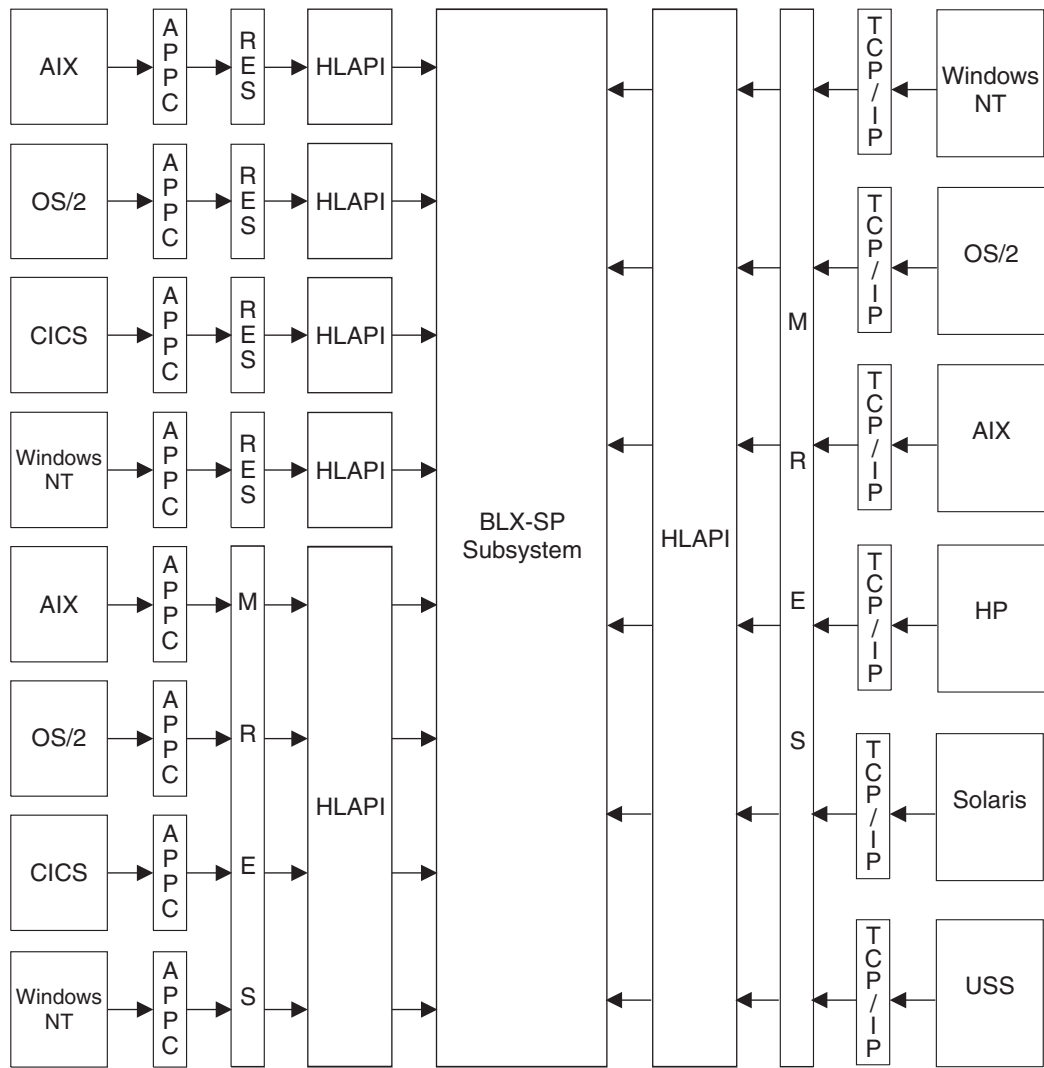 AIX
APPC
RES
HLAPI
OS/2
APPC
RES
HLAPI
CICS
APPC
RES
HLAPI
Windows
NT
APPC
RES
HLAPI
AIX
APPC
OS/2
APPC
CICS
APPC
Windows
NT
APPC
MRES
HLAPI
BLX-SP
Subsystem
HLAPI
MRES
TCP/IP
Windows
NT
TCP/IP
OS/2
TCP/IP
AIX
TCP/IP
HP
TCP/IP
Solaris
TCP/IP
USS